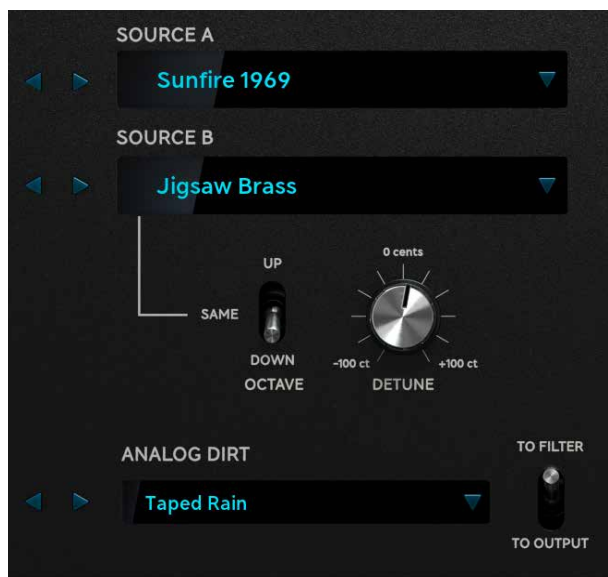 SOURCE A
Sunfire 1969
SOURCE B
Jigsaw Brass
0 cents
UP
SAME
DOWN
-100 ct
+100 ct
OCTAVE
DETUNE
TO FILTER
ANALOG DIRT
Taped Rain
TO OUTPUT